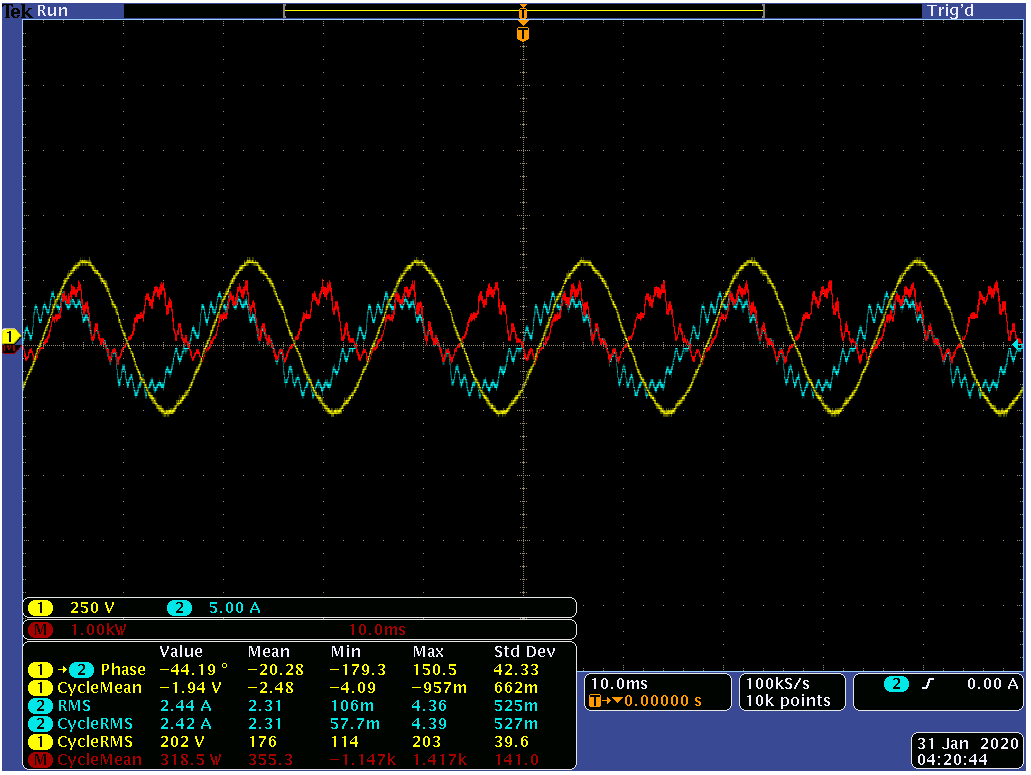 Tek Run Trig'd
T
T
1
M
1 250 V 2 5.00 A
M 1.00kW 10.0ms
Value Mean Min Max Std Dev
1 → 2 Phase −44.19 ° −20.28 −179.3 150.5 42.33
1 CycleMean −1.94 V −2.48 −4.09 −957m 662m
2 RMS 2.44 A 2.31 106m 4.36 525m
2 CycleRMS 2.42 A 2.31 57.7m 4.39 527m
1 CycleRMS 202 V 176 114 203 39.6
M CycleMean 318.5 W 355.3 −1.147k 1.417k 141.0
10.0ms
T→▼0.00000 s
100kS/s
10k points
2 0.00 A
31 Jan 2020
04:20:44